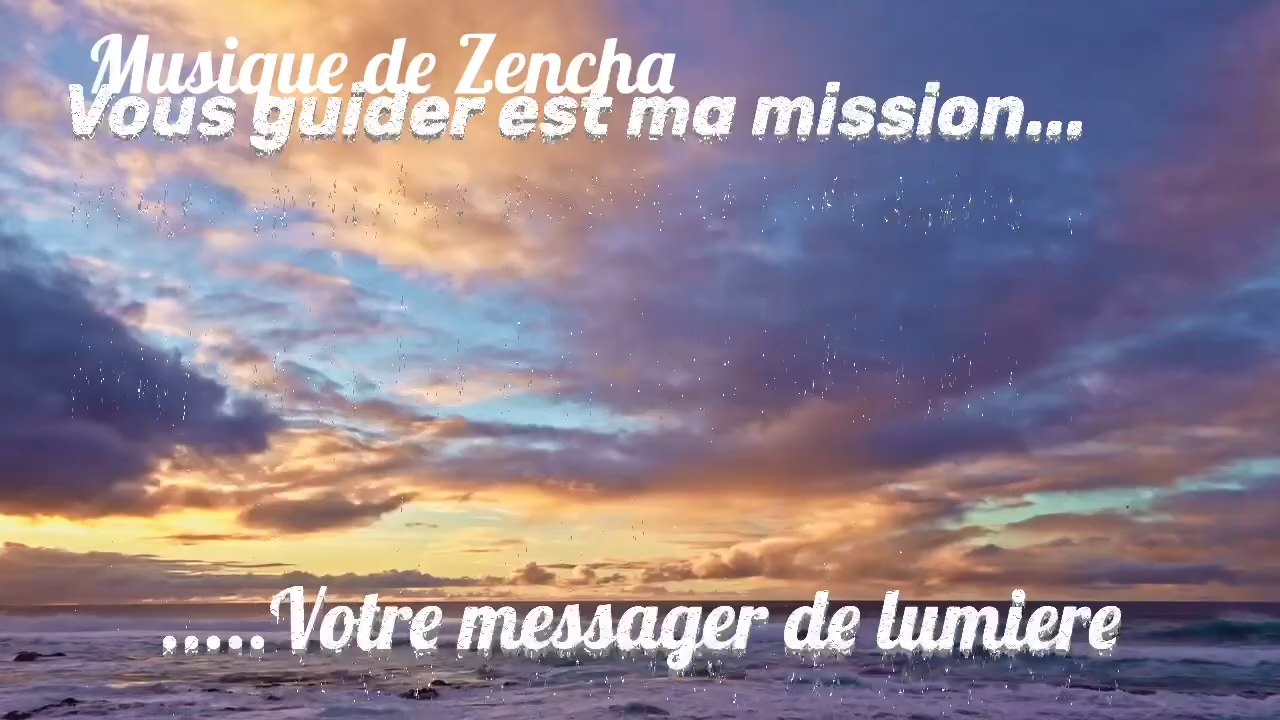 Musique de Zencha
Vous guider est ma mission...
.....Votre messager de lumiere